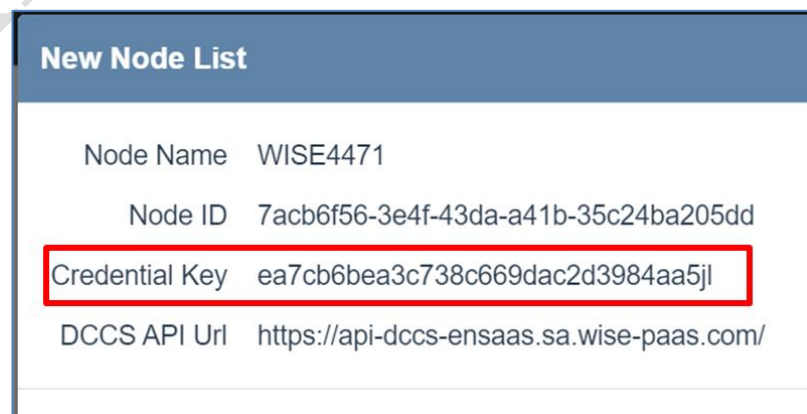 New Node List
Node Name WISE4471
Node ID 7acb6f56-3e4f-43da-a41b-35c24ba205dd
Credential Key ea7cb6bea3c738c669dac2d3984aa5jl
DCCS API Url https://api-dccs-ensaas.sa.wise-paas.com/